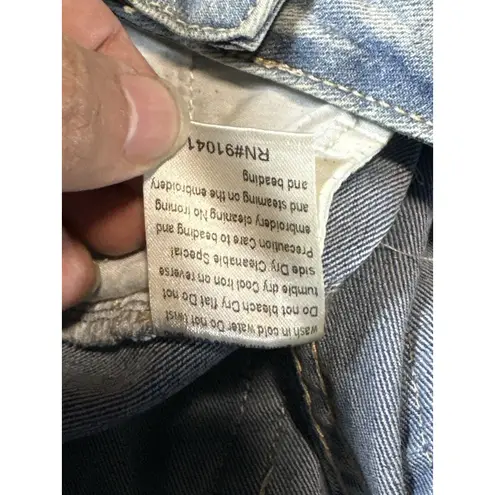 wash in cold water Do not twist
Do not bleach Dry flat Do not
tumble dry Cool Iron on reverse
side Dry Cleanable Special
Precaution Care to beading and
embroidery cleaning No Ironing
and steaming on the embroidery
and beading
RN#91041